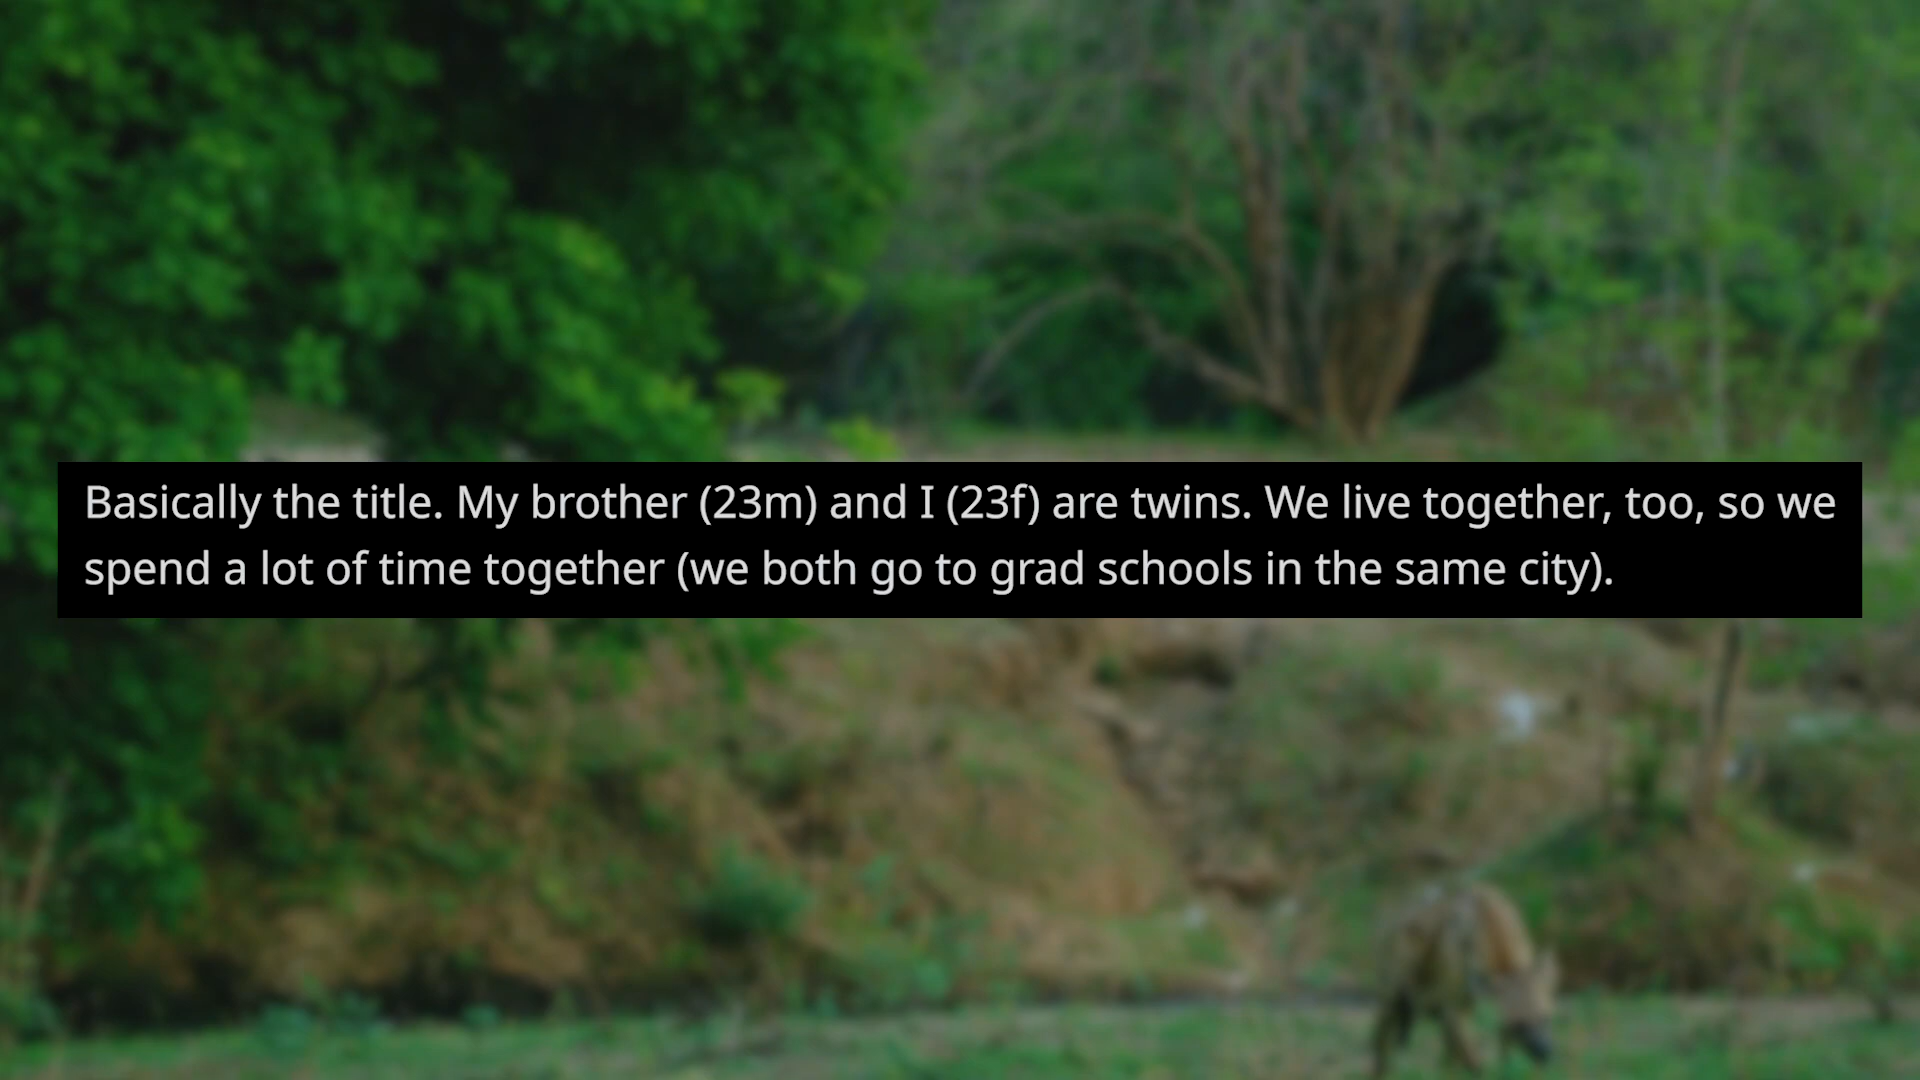 Basically the title. My brother (23m) and I (23f) are twins. We live together, too, so we
spend a lot of time together (we both go to grad schools in the same city).